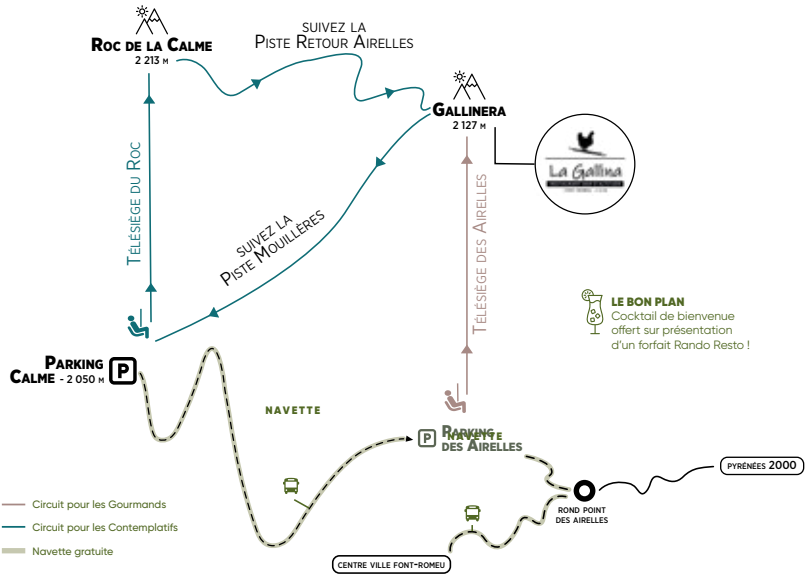 SUIVEZ LA
PISTE RETOUR AIRELLES
ROC DE LA CALME
2 213 M
GALLINERA
2 127 M
La Gallina
TÉLÉSIÈGE DU ROC
SUIVEZ LA
PISTE MOUILLÈRES
TÉLÉSIÈGE DES AIRELLES
LE BON PLAN
Cocktail de bienvenue
offert sur présentation
d'un forfait Rando Resto !
PARKING
CALME - 2 050 M
P
NAVETTE
P
PARKING
DES AIRELLES
NAVETTE
PYRÉNÉES 2000
ROND POINT
DES AIRELLES
CENTRE VILLE FONT-ROMEU
Circuit pour les Gourmands
Circuit pour les Contemplatifs
Navette gratuite